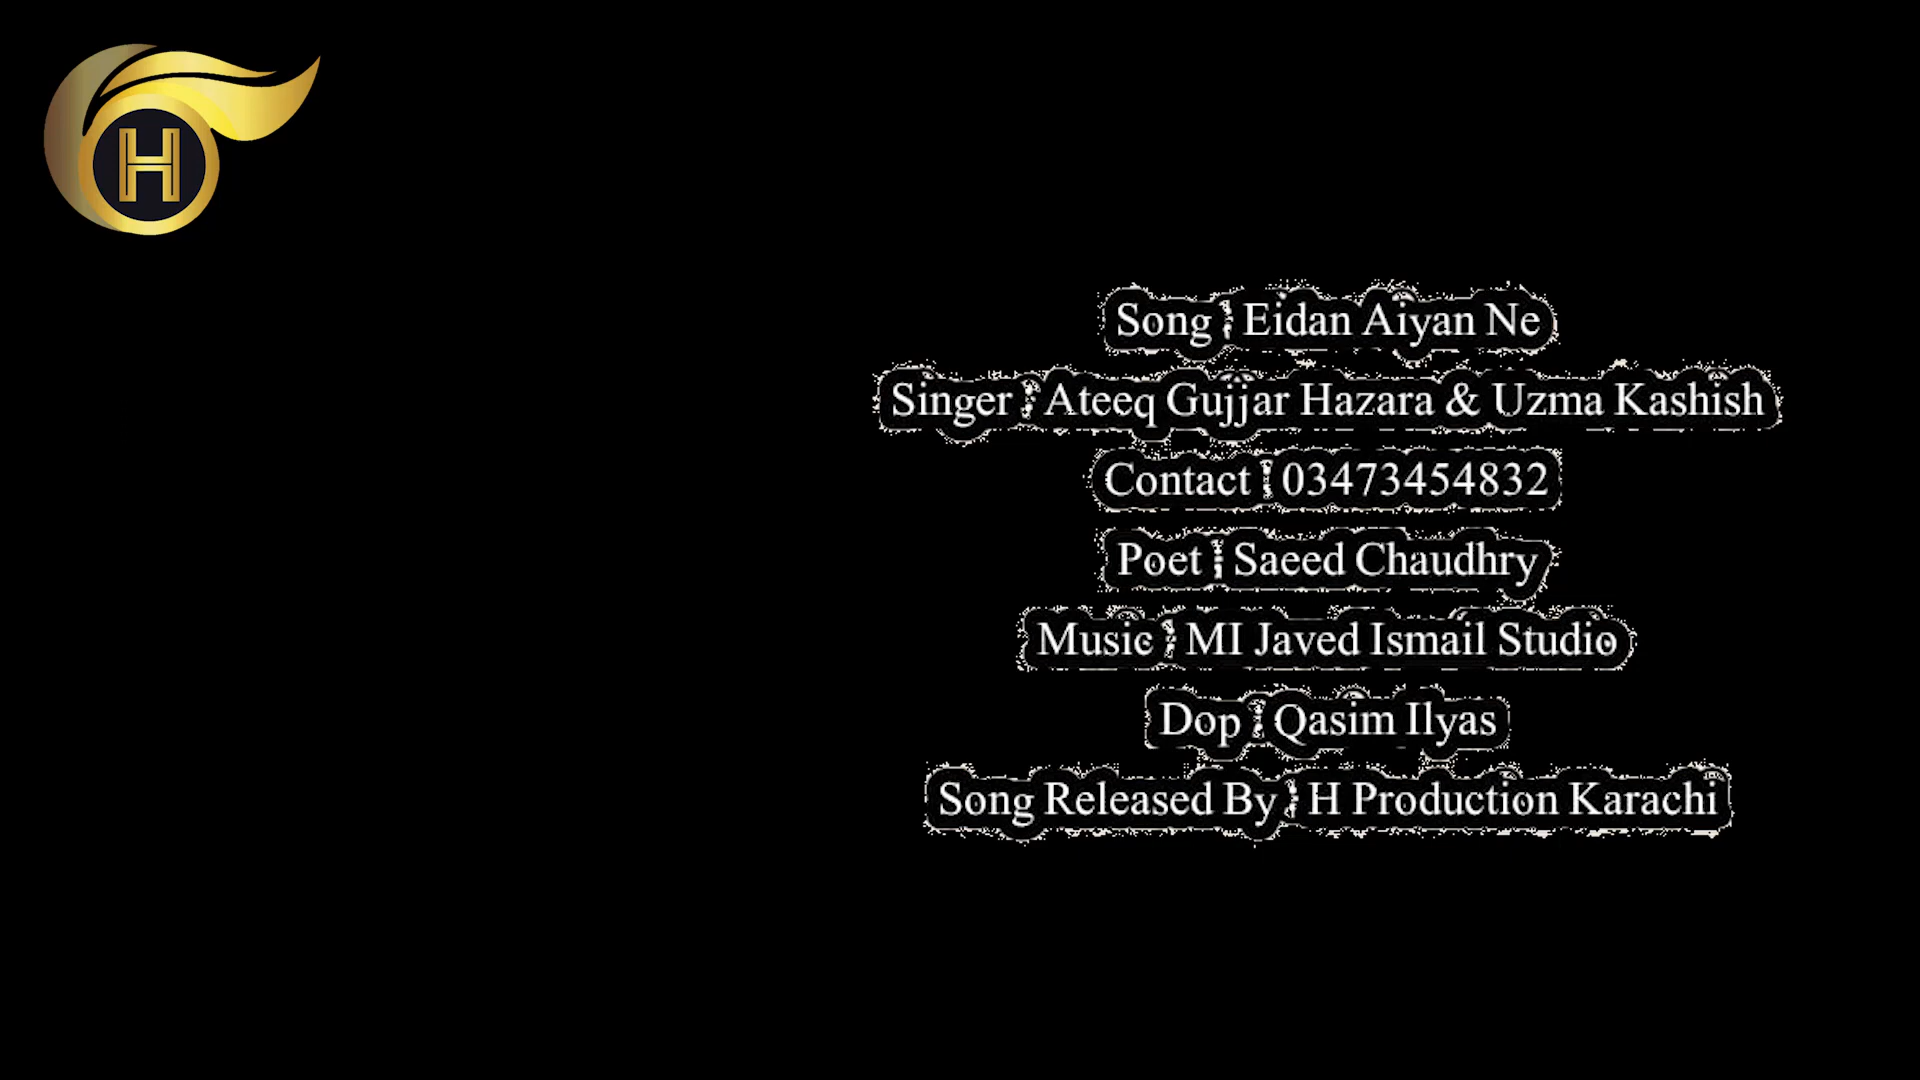 H
Song : Eidan Aiyan Ne
Singer : Ateeq Gujjar Hazara & Uzma Kashish
Contact : 03473454832
Poet : Saeed Chaudhry
Music : MI Javed Ismail Studio
Dop : Qasim Ilyas
Song Released By : H Production Karachi